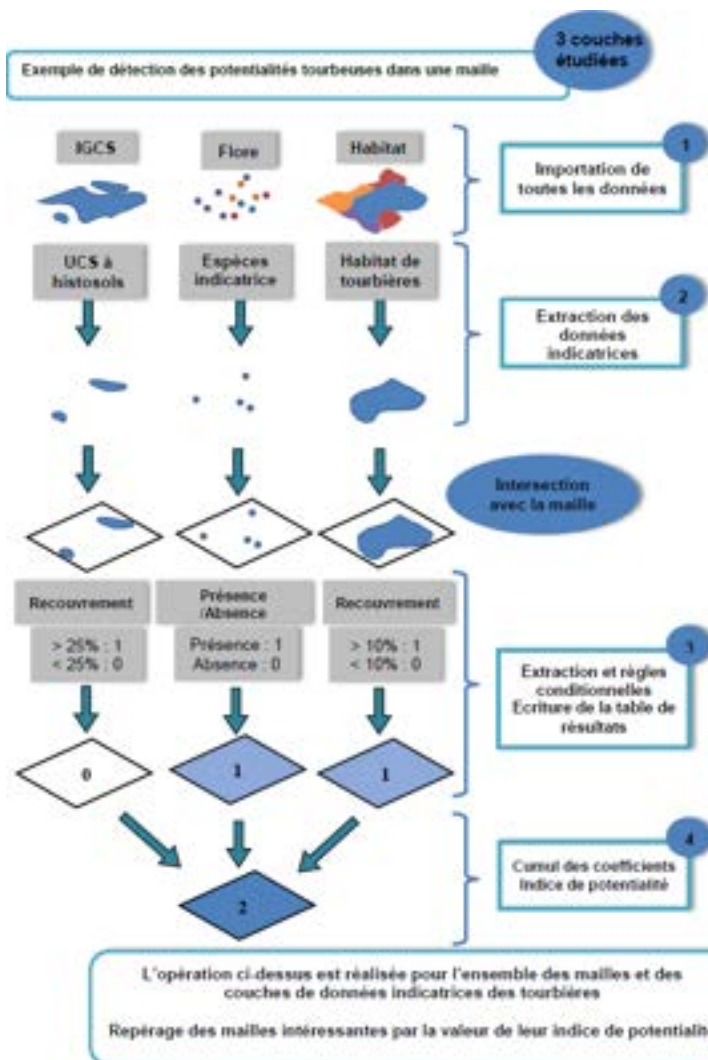 3 couches
étudiées
Exemple de détection des potentialités tourbeuses dans une maille
IGCS
Flore
Habitat
1
Importation de
toutes les données
UCS à
histosols
Espèces
indicatrice
Habitat de
tourbières
2
Extraction des
données
indicatrices
Intersection
avec la maille
Recouvrement
Présence
/Absence
Recouvrement
> 25% : 1
< 25% : 0
Présence : 1
Absence : 0
> 10% : 1
< 10% : 0
3
Extraction et règles
conditionnelles
Ecriture de la table de
résultats
0
1
1
4
Cumul des coefficients
Indice de potentialité
2
L'opération ci-dessus est réalisée pour l'ensemble des mailles et des
couches de données indicatrices des tourbières
Repérage des mailles intéressantes par la valeur de leur indice de potentialité